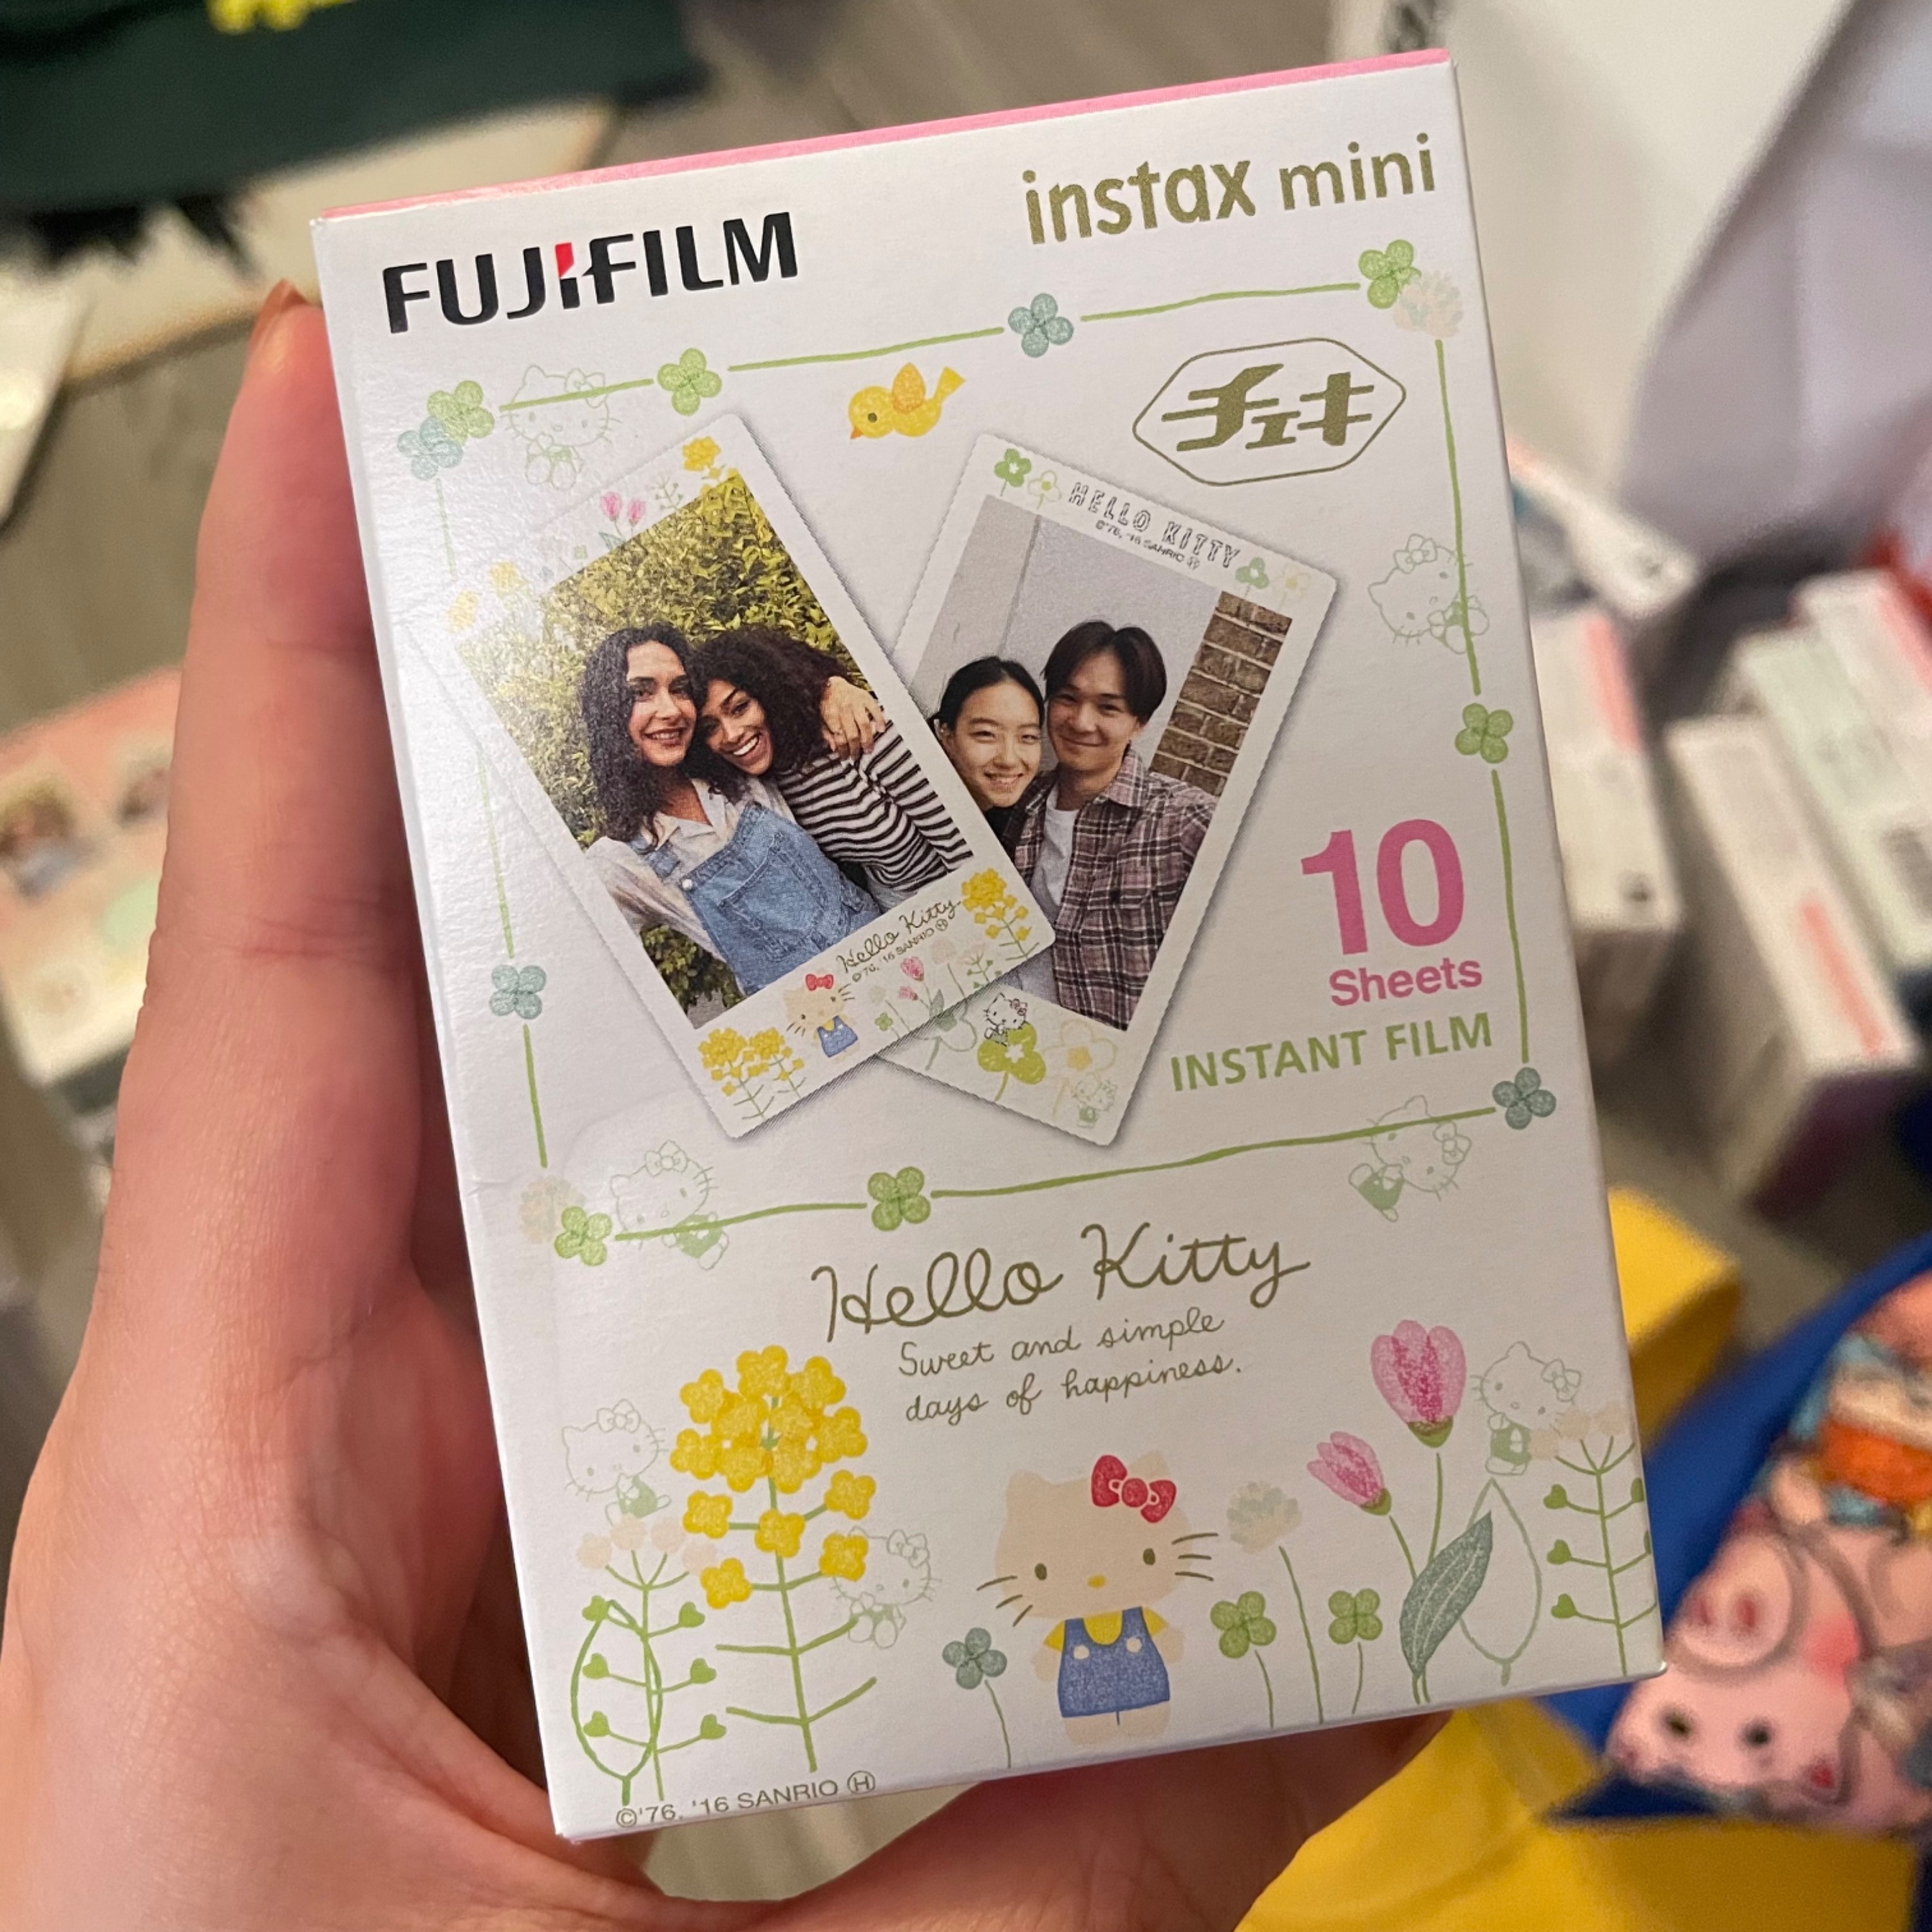 FUJIFILM
instax mini
チェキ
HELLO KITTY
©'76, '16 SANRIO Ⓗ
Hello Kitty
©'76, '16 SANRIO Ⓗ
10
Sheets
INSTANT FILM
Hello Kitty
Sweet and simple
days of happiness.
©'76, '16 SANRIO Ⓗ